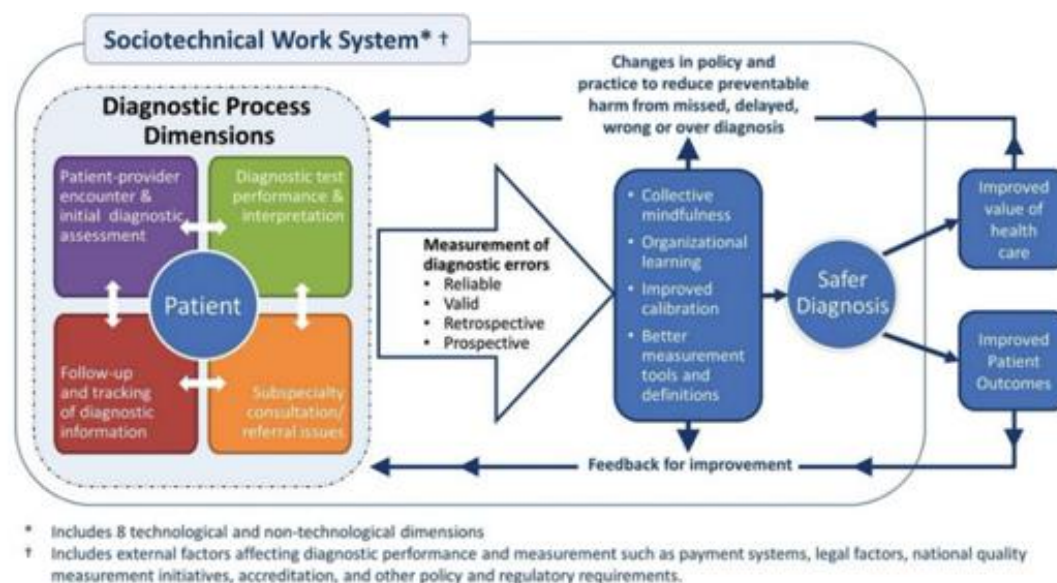 Sociotechnical Work System* †
Diagnostic Process
Dimensions
Patient-provider
encounter &
initial diagnostic
assessment
Diagnostic test
performance &
interpretation
Patient
Follow-up
and tracking
of diagnostic
information
Subspecialty
consultation/
referral issues
Measurement of
diagnostic errors
• Reliable
• Valid
• Retrospective
• Prospective
Changes in policy and
practice to reduce preventable
harm from missed, delayed,
wrong or over diagnosis
• Collective
mindfulness
• Organizational
learning
• Improved
calibration
• Better
measurement
tools and
definitions
Feedback for improvement
Safer
Diagnosis
Improved
value of
health
care
Improved
Patient
Outcomes
* Includes 8 technological and non-technological dimensions
† Includes external factors affecting diagnostic performance and measurement such as payment systems, legal factors, national quality
measurement initiatives, accreditation, and other policy and regulatory requirements.